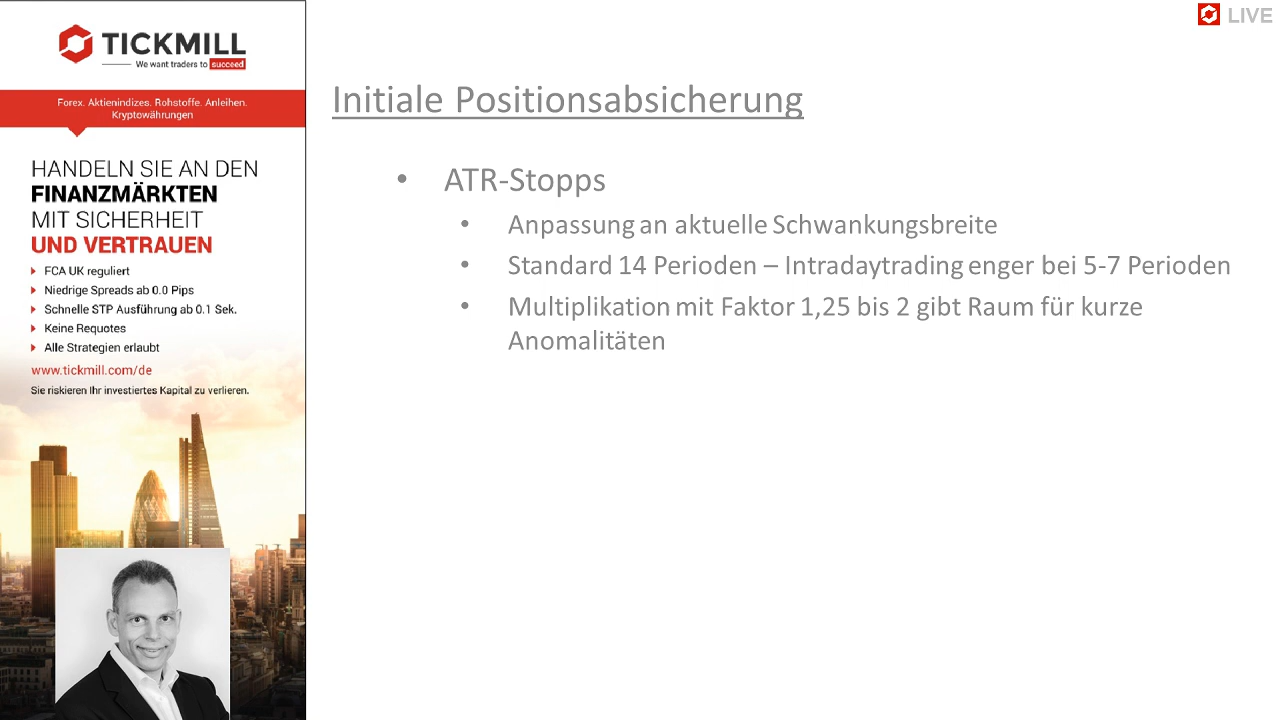 TICKMILL
We want traders to succeed
Forex. Aktienindizes. Rohstoffe. Anleihen.
Kryptowährungen
HANDELN SIE AN DEN
FINANZMÄRKTEN
MIT SICHERHEIT
UND VERTRAUEN
FCA UK reguliert
Niedrige Spreads ab 0.0 Pips
Schnelle STP Ausführung ab 0.1 Sek.
Keine Requotes
Alle Strategien erlaubt
www.tickmill.com/de
Sie riskieren Ihr investiertes Kapital zu verlieren.
LIVE
Initiale Positionsabsicherung
• ATR-Stopps
• Anpassung an aktuelle Schwankungsbreite
• Standard 14 Perioden – Intradaytrading enger bei 5-7 Perioden
• Multiplikation mit Faktor 1,25 bis 2 gibt Raum für kurze
Anomalitäten